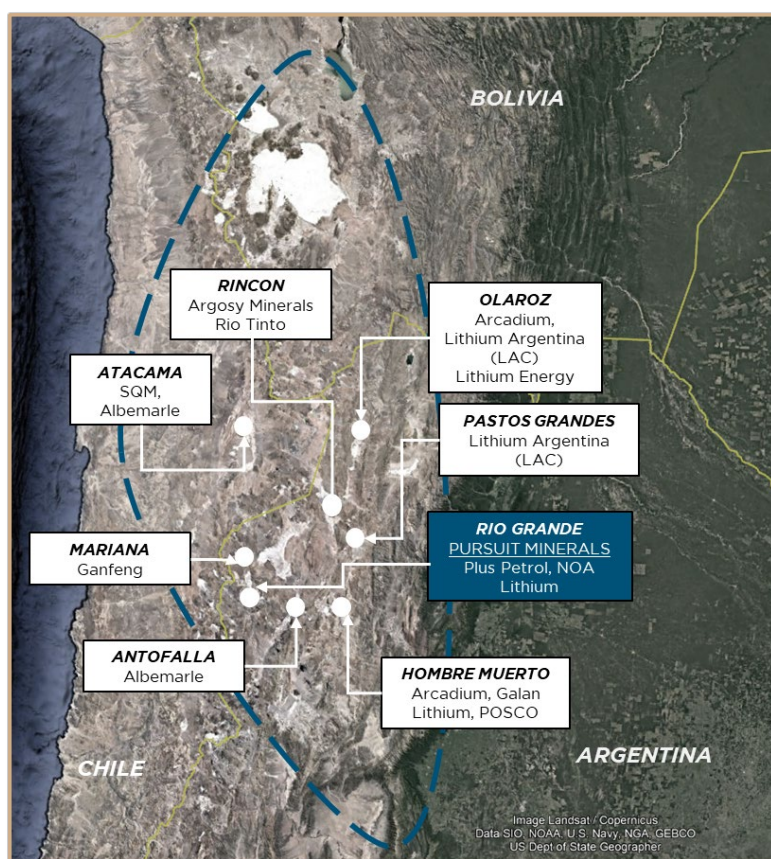 BOLIVIA
RINCON
Argosy Minerals
Rio Tinto
OLAROZ
Arcadium,
Lithium Argentina
(LAC)
Lithium Energy
ATACAMA
SQM,
Albemarle
PASTOS GRANDES
Lithium Argentina
(LAC)
RIO GRANDE
PURSUIT MINERALS
Plus Petrol, NOA
Lithium
MARIANA
Ganfeng
ANTOFALLA
Albemarle
HOMBRE MUERTO
Arcadium, Galan
Lithium, POSCO
CHILE
ARGENTINA
Image Landsat / Copernicus
Data SIO, NOAA, U.S. Navy, NGA, GEBCO
US Dept of State Geographer